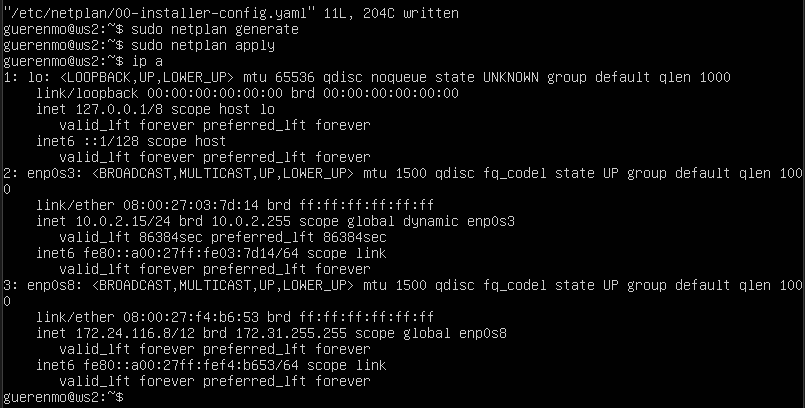 "/etc/netplan/00-installer-config.yaml" 11L, 204C written
guerenmo@ws2:~$ sudo netplan generate
guerenmo@ws2:~$ sudo netplan apply
guerenmo@ws2:~$ ip a
1: lo: <LOOPBACK,UP,LOWER_UP> mtu 65536 qdisc noqueue state UNKNOWN group default qlen 1000
    link/loopback 00:00:00:00:00:00 brd 00:00:00:00:00:00
    inet 127.0.0.1/8 scope host lo
       valid_lft forever preferred_lft forever
    inet6 ::1/128 scope host
       valid_lft forever preferred_lft forever
2: enp0s3: <BROADCAST,MULTICAST,UP,LOWER_UP> mtu 1500 qdisc fq_codel state UP group default qlen 100
0
    link/ether 08:00:27:03:7d:14 brd ff:ff:ff:ff:ff:ff
    inet 10.0.2.15/24 brd 10.0.2.255 scope global dynamic enp0s3
       valid_lft 86384sec preferred_lft 86384sec
    inet6 fe80::a00:27ff:fe03:7d14/64 scope link
       valid_lft forever preferred_lft forever
3: enp0s8: <BROADCAST,MULTICAST,UP,LOWER_UP> mtu 1500 qdisc fq_codel state UP group default qlen 100
0
    link/ether 08:00:27:f4:b6:53 brd ff:ff:ff:ff:ff:ff
    inet 172.24.116.8/12 brd 172.31.255.255 scope global enp0s8
       valid_lft forever preferred_lft forever
    inet6 fe80::a00:27ff:fef4:b653/64 scope link
       valid_lft forever preferred_lft forever
guerenmo@ws2:~$